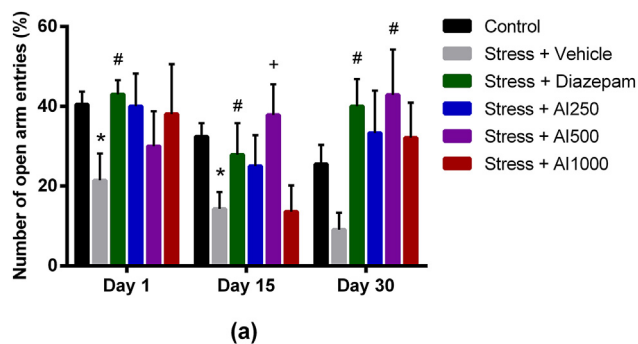 Number of open arm entries (%)
60
40
20
0
* # * # + # #
Day 1 Day 15 Day 30
Control
Stress + Vehicle
Stress + Diazepam
Stress + AI250
Stress + AI500
Stress + AI1000
(a)